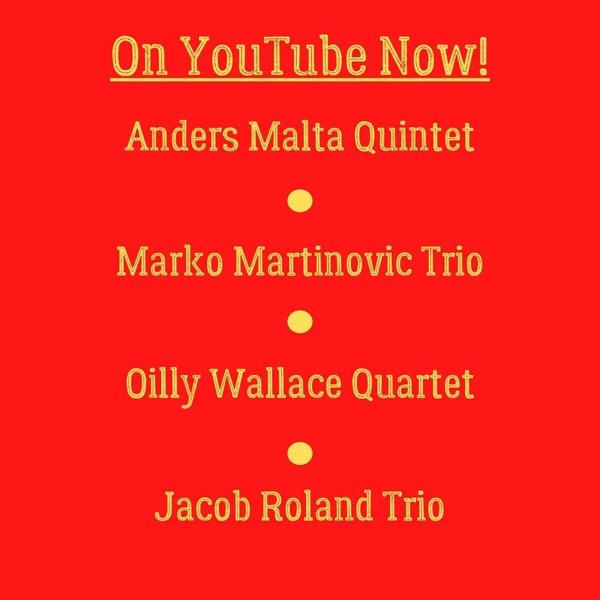 On YouTube Now!
Anders Malta Quintet
Marko Martinovic Trio
Oilly Wallace Quartet
Jacob Roland Trio